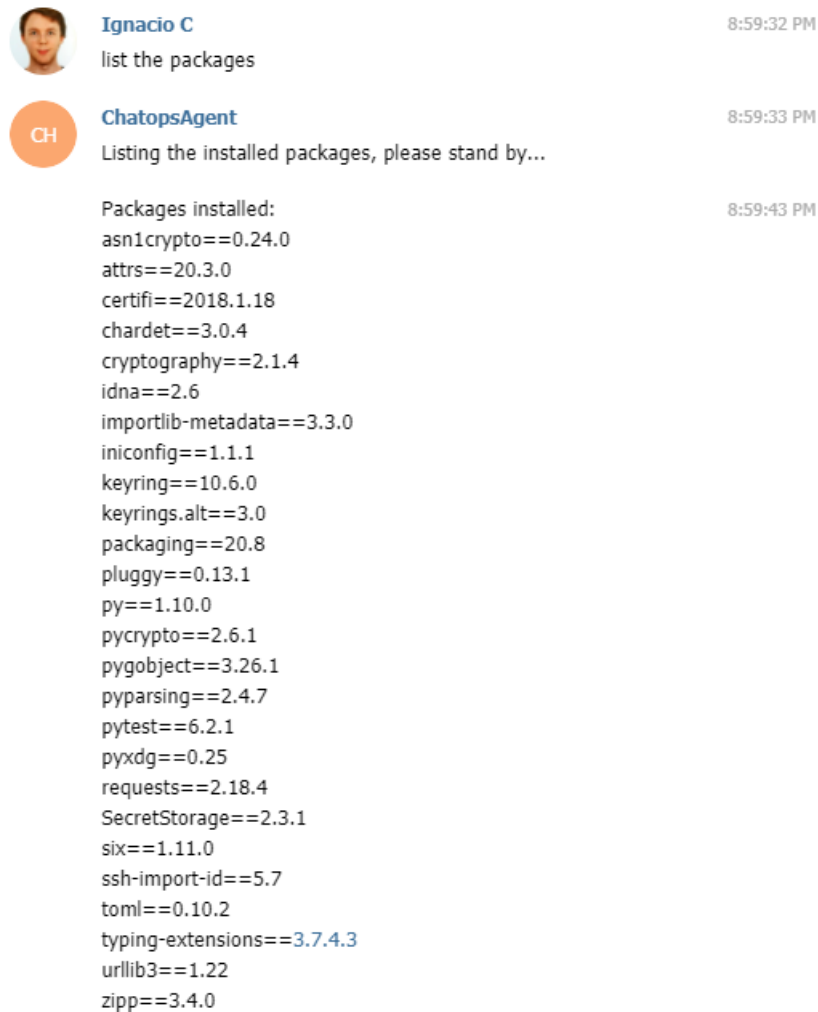 Ignacio C 8:59:32 PM
list the packages
CH
ChatopsAgent 8:59:33 PM
Listing the installed packages, please stand by...
Packages installed: 8:59:43 PM
asn1crypto==0.24.0
attrs==20.3.0
certifi==2018.1.18
chardet==3.0.4
cryptography==2.1.4
idna==2.6
importlib-metadata==3.3.0
iniconfig==1.1.1
keyring==10.6.0
keyrings.alt==3.0
packaging==20.8
pluggy==0.13.1
py==1.10.0
pycrypto==2.6.1
pygobject==3.26.1
pyparsing==2.4.7
pytest==6.2.1
pyxdg==0.25
requests==2.18.4
SecretStorage==2.3.1
six==1.11.0
ssh-import-id==5.7
toml==0.10.2
typing-extensions==3.7.4.3
urllib3==1.22
zipp==3.4.0